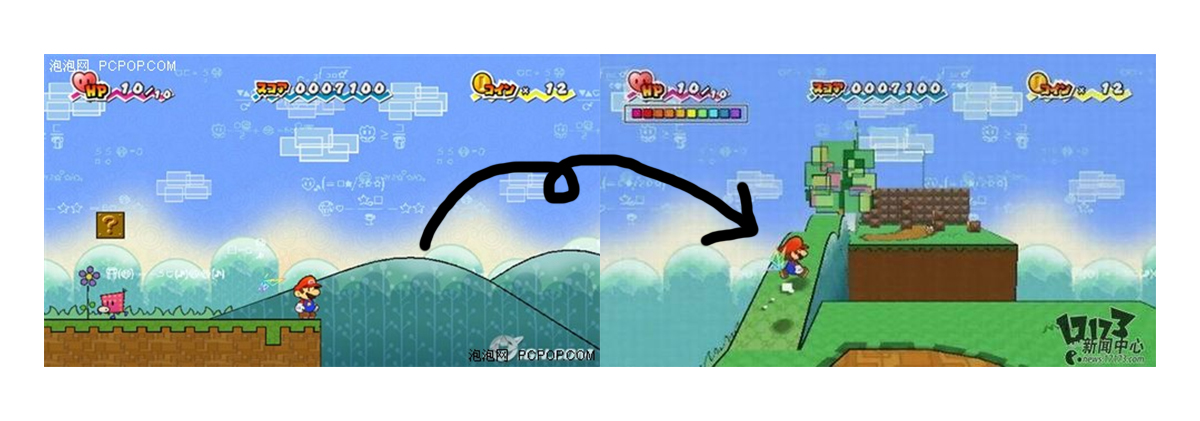 泡泡网 PCPOP.COM
HP 10/10
スコア 0007100
コイン × 12
?
泡泡网 PCPOP.COM
HP 10/10
スコア 0007100
コイン × 12
17173
新闻中心
news.17173.com